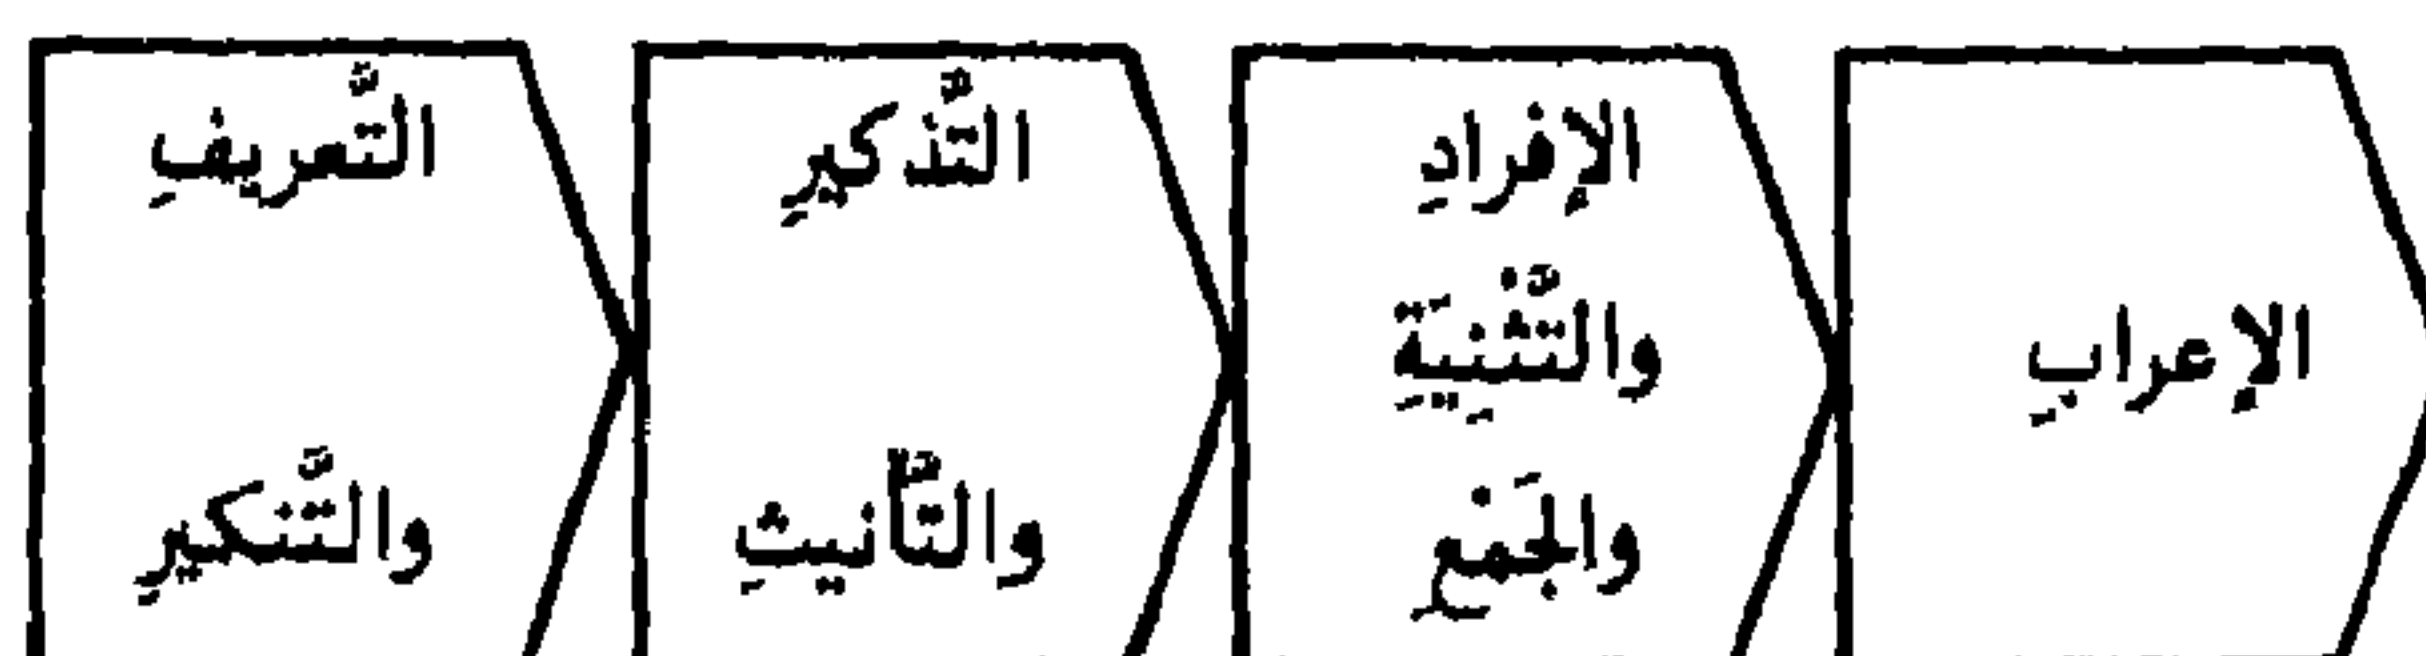 الإعرابِ
الإفرادِ
والتَّثْنِيَةِ
والجَمْعِ
التَّذكيرِ
والتَّأنيثِ
التَّعريفِ
والتَّنكيرِ